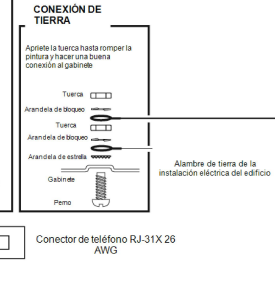 CONEXIÓN DE
TIERRA
Apriete la tuerca hasta romper la
pintura y hacer una buena
conexión al gabinete
Tuerca
Arandela de bloqueo
Tuerca
Arandela de bloqueo
Arandela de estrella
Gabinete
Perno
Alambre de tierra de la
instalación eléctrica del edificio
Conector de teléfono RJ-31X 26
AWG